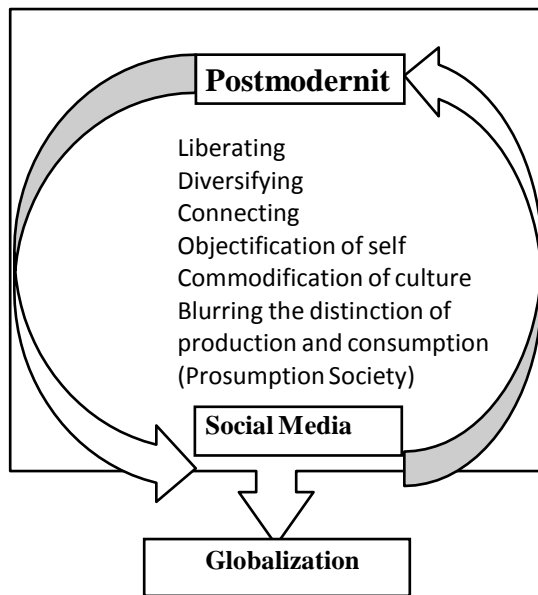 Postmodernit
Liberating
Diversifying
Connecting
Objectification of self
Commodification of culture
Blurring the distinction of
production and consumption
(Prosumption Society)
Social Media
Globalization